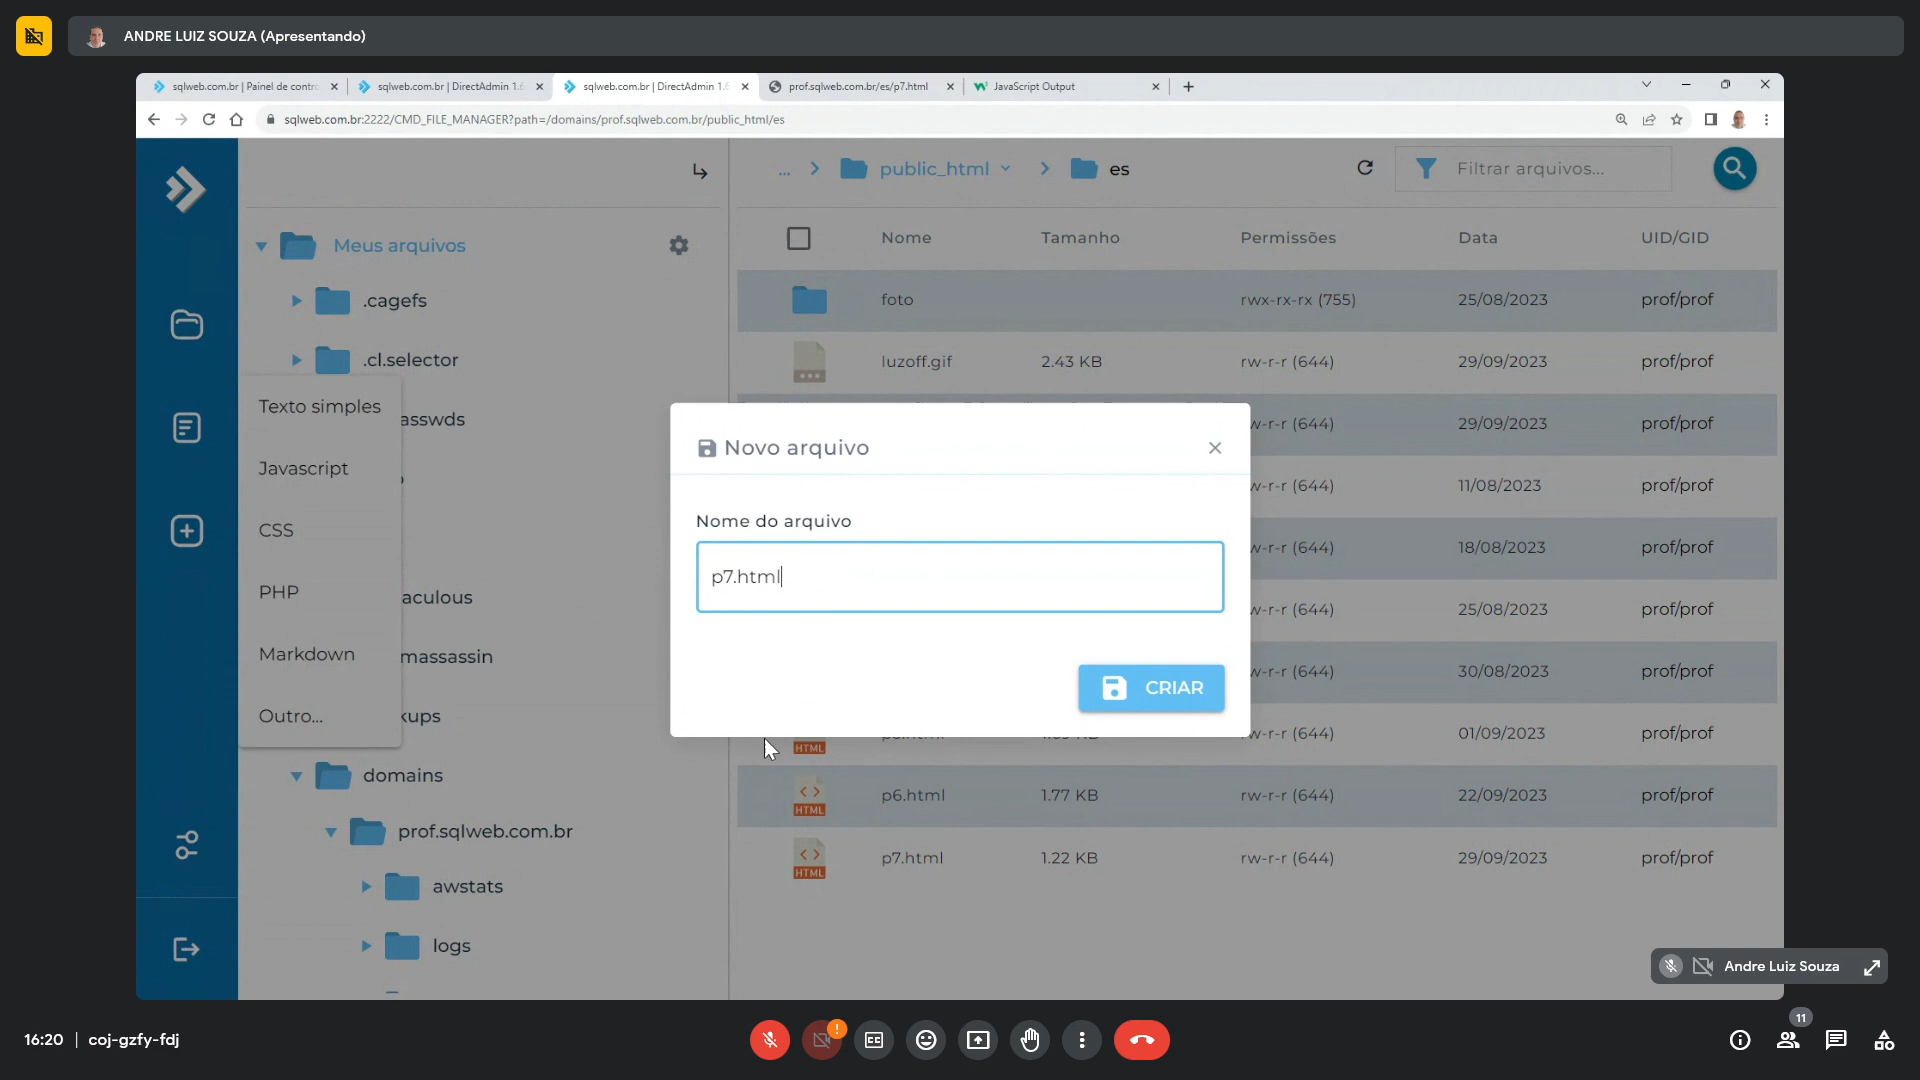 ANDRE LUIZ SOUZA (Apresentando)
sqlweb.com.br | Painel de contr
sqlweb.com.br | DirectAdmin 1.6
sqlweb.com.br | DirectAdmin 1.6
prof.sqlweb.com.br/es/p7.html
JavaScript Output
sqlweb.com.br:2222/CMD_FILE_MANAGER?path=/domains/prof.sqlweb.com.br/public_html/es
... public_html es
Filtrar arquivos...
Meus arquivos
.cagefs
.cl.selector
asswds
aculous
massassin
kups
domains
prof.sqlweb.com.br
awstats
logs
Texto simples
Javascript
CSS
PHP
Markdown
Outro...
Nome Tamanho Permissões Data UID/GID
foto rwx-rx-rx (755) 25/08/2023 prof/prof
luzoff.gif 2.43 KB rw-r-r (644) 29/09/2023 prof/prof
w-r-r (644) 29/09/2023 prof/prof
w-r-r (644) 11/08/2023 prof/prof
w-r-r (644) 18/08/2023 prof/prof
w-r-r (644) 25/08/2023 prof/prof
w-r-r (644) 30/08/2023 prof/prof
HTML w-r-r (644) 01/09/2023 prof/prof
HTML p6.html 1.77 KB rw-r-r (644) 22/09/2023 prof/prof
HTML p7.html 1.22 KB rw-r-r (644) 29/09/2023 prof/prof
Novo arquivo
Nome do arquivo
p7.html
CRIAR
Andre Luiz Souza
16:20 | coj-gzfy-fdj
11